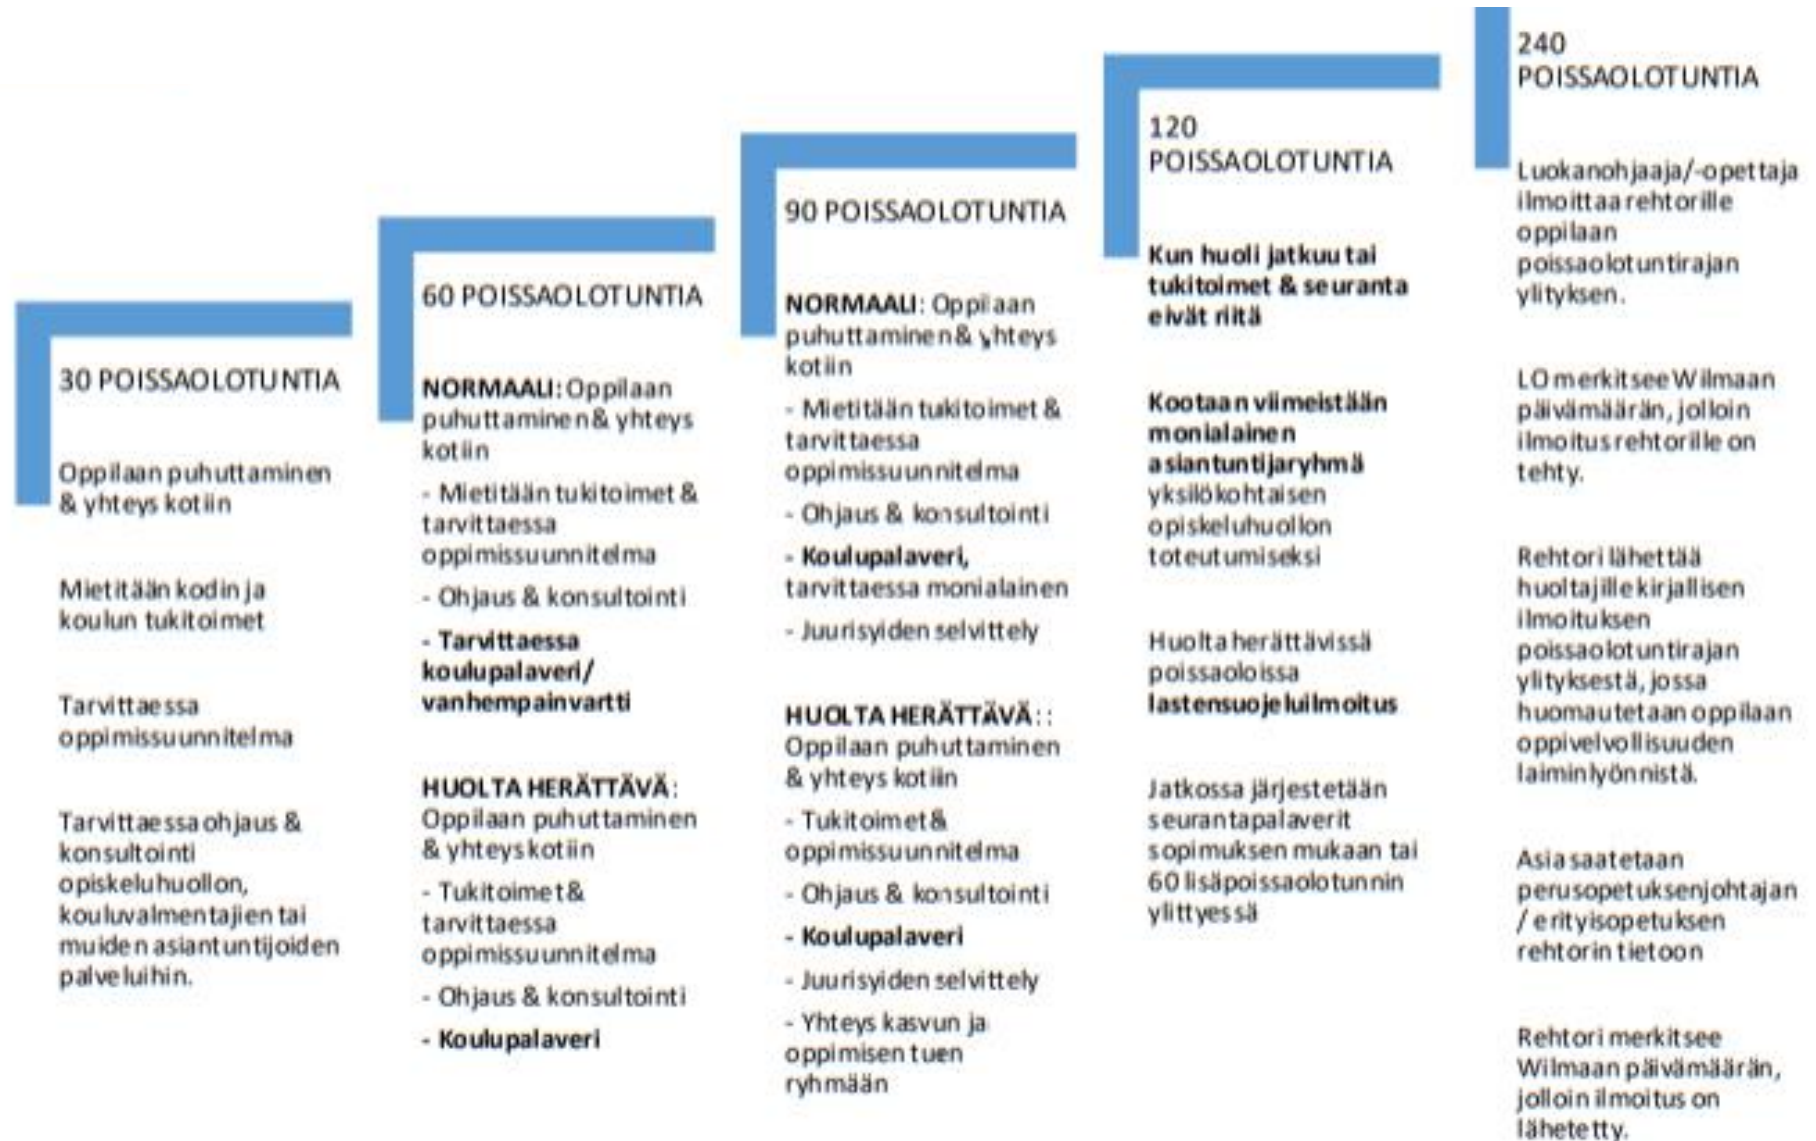 30 POISSAOLOTUNTIA
Oppilaan puhuttaminen
& yhteys kotiin
Mietitään kodin ja
koulun tukitoimet
Tarvittaessa
oppimissuunnitelma
Tarvittaessa ohjaus &
konsultointi
opiskeluhuollon,
kouluvalmentajien tai
muiden asiantuntijoiden
palveluihin.
60 POISSAOLOTUNTIA
NORMAALI: Oppilaan
puhuttaminen & yhteys
kotiin
- Mietitään tukitoimet &
tarvittaessa
oppimissuunnitelma
- Ohjaus & konsultointi
- Tarvittaessa
koulupalaveri/
vanhempainvartti
HUOLTA HERÄTTÄVÄ:
Oppilaan puhuttaminen
& yhteys kotiin
- Tukitoimet &
tarvittaessa
oppimissuunnitelma
- Ohjaus & konsultointi
- Koulupalaveri
90 POISSAOLOTUNTIA
NORMAALI: Oppilaan
puhuttaminen & yhteys
kotiin
- Mietitään tukitoimet &
tarvittaessa
oppimissuunnitelma
- Ohjaus & konsultointi
- Koulupalaveri,
tarvittaessa monialainen
- Juurisyiden selvittely
HUOLTA HERÄTTÄVÄ: :
Oppilaan puhuttaminen
& yhteys kotiin
- Tukitoimet &
oppimissuunnitelma
- Ohjaus & konsultointi
- Koulupalaveri
- Juurisyiden selvittely
- Yhteys kasvun ja
oppimisen tuen
ryhmään
120
POISSAOLOTUNTIA
Kun huoli jatkuu tai
tukitoimet & seuranta
eivät riitä
Kootaan viimeistään
monialainen
asiantuntijaryhmä
yksilökohtaisen
opiskeluhuollon
toteutumiseksi
Huolta herättävissä
poissaoloissa
lastensuojeluilmoitus
Jatkossa järjestetään
seurantapalaverit
sopimuksen mukaan tai
60 lisäpoissaolotunnin
ylittyessä
240
POISSAOLOTUNTIA
Luokanohjaaja/-opettaja
ilmoittaa rehtorille
oppilaan
poissaolotuntirajan
ylityksen.
LO merkitsee Wilmaan
päivämäärän, jolloin
ilmoitus rehtorille on
tehty.
Rehtori lähettää
huoltajille kirjallisen
ilmoituksen
poissaolotuntirajan
ylityksestä, jossa
huomautetaan oppilaan
oppivelvollisuuden
laiminlyönnistä.
Asia saatetaan
perusopetuksenjohtajan
/ erityisopetuksen
rehtorin tietoon
Rehtori merkitsee
Wilmaan päivämäärän,
jolloin ilmoitus on
lähetetty.